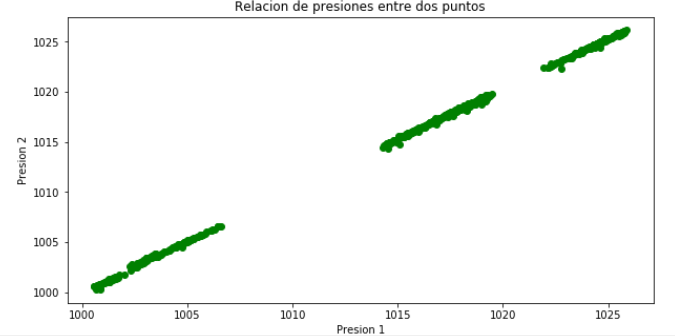 Relacion de presiones entre dos puntos
Presion 2
1025
1020
1015
1010
1005
1000
1000 1005 1010 1015 1020 1025
Presion 1